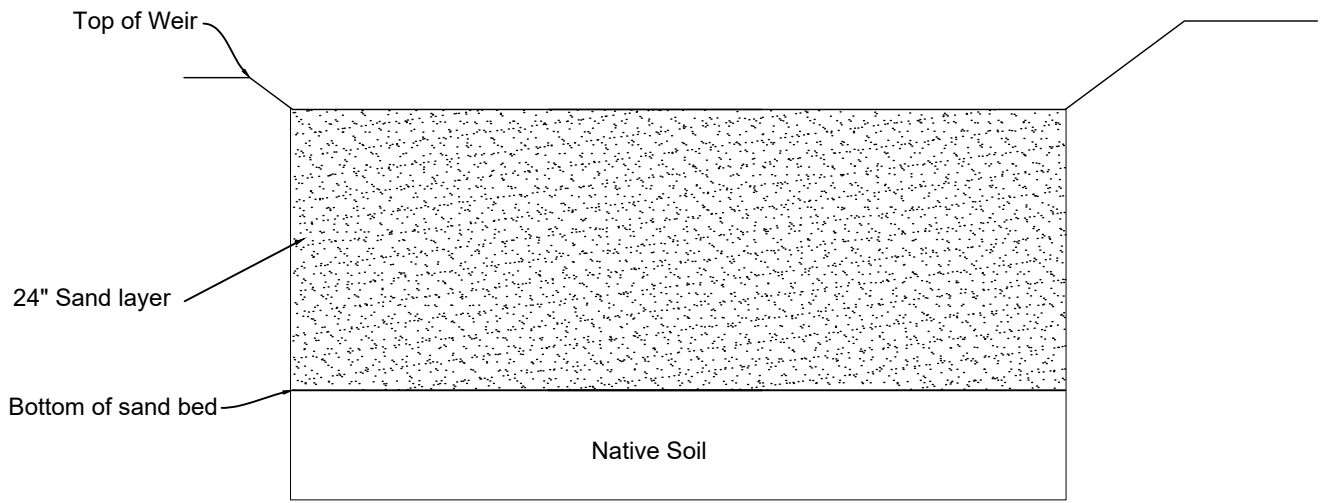 Top of Weir
24" Sand layer
Bottom of sand bed
Native Soil